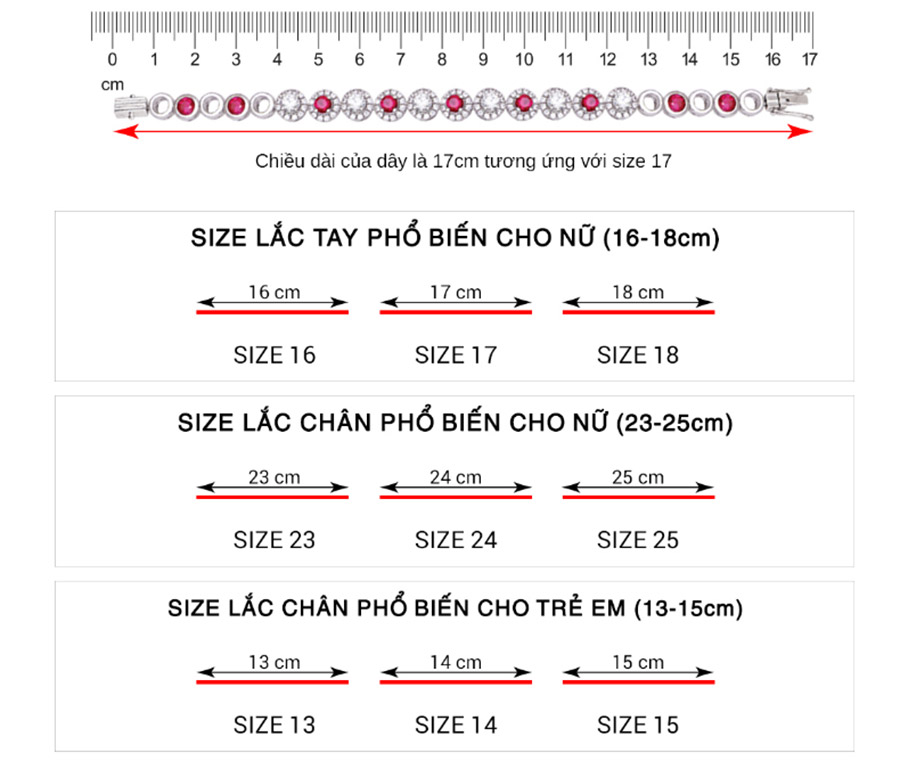 0 1 2 3 4 5 6 7 8 9 10 11 12 13 14 15 16 17
cm
Chiều dài của dây là 17cm tương ứng với size 17
SIZE LẮC TAY PHỔ BIẾN CHO NỮ (16-18cm)
16 cm 17 cm 18 cm
SIZE 16 SIZE 17 SIZE 18
SIZE LẮC CHÂN PHỔ BIẾN CHO NỮ (23-25cm)
23 cm 24 cm 25 cm
SIZE 23 SIZE 24 SIZE 25
SIZE LẮC CHÂN PHỔ BIẾN CHO TRẺ EM (13-15cm)
13 cm 14 cm 15 cm
SIZE 13 SIZE 14 SIZE 15